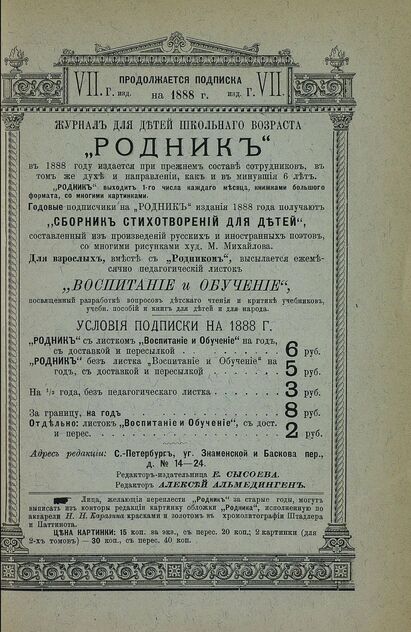 VII. г. изд. ПРОДОЛЖАЕТСЯ ПОДПИСКА на 1888 г. изд. г. VII.
ЖУРНАЛЪ ДЛЯ ДѢТЕЙ ШКОЛЬНАГО ВОЗРАСТА
„РОДНИКЪ“
въ 1888 году издается при прежнемъ составѣ сотрудниковъ, въ
томъ же духѣ и направленіи, какъ и въ минувшія 6 лѣтъ.
„РОДНИКЪ“ выходитъ 1-го числа каждаго мѣсяца, книжками большого
формата, со многими картинками.
Годовые подписчики на „РОДНИКЪ“ изданія 1888 года получаютъ
„СБОРНИКЪ СТИХОТВОРЕНІЙ ДЛЯ ДѢТЕЙ“,
составленный изъ произведеній русскихъ и иностранныхъ поэтовъ,
со многими рисунками худ. М. Михайлова.
Для взрослыхъ, вмѣстѣ съ „Родникомъ“, высылается ежемѣ-
сячно педагогическій листокъ
„ВОСПИТАНІЕ и ОБУЧЕНІЕ“,
посвященный разработкѣ вопросовъ дѣтскаго чтенія и критикѣ учебниковъ,
учебн. пособій и книгъ для дѣтей и для народа.
УСЛОВІЯ ПОДПИСКИ НА 1888 Г.
„РОДНИКЪ“ съ листкомъ „Воспитаніе и Обученіе“ на годъ,
съ доставкой и пересылкой . . . . . . . 6 руб.
„РОДНИКЪ“ безъ листка „Воспитаніе и Обученіе“ на
годъ, съ доставкой и пересылкой . . . . . 5 руб.
На 1/2 года, безъ педагогическаго листка . . . . 3 руб.
За границу, на годъ . . . . . . . . . 8 руб.
Отдѣльно: листокъ „Воспитаніе и Обученіе“, съ дост.
и перес. . . . . . . . . . . . 2 руб.
Адресъ редакціи: С.-Петербургъ, уг. Знаменской и Баскова пер.,
д. № 14—24.
Редакторъ-издательница Е. СЫСОЕВА.
Редакторъ АЛЕКСѢЙ АЛЬМЕДИНГЕНЪ.
Лица, желающія переплести „Родникъ“ за старые годы, могутъ
выписать изъ конторы редакціи картинку обложки „Родника“, исполненную по
акварели Н. Н. Каразина красками и золотомъ въ хромолитографіи Штадлера
и Паттинота.
ЦѢНА КАРТИНКИ: 15 коп. за экз., съ перес. 20 коп.; 2 картинки (для
2-хъ томовъ) — 30 коп., съ перес. 40 коп.